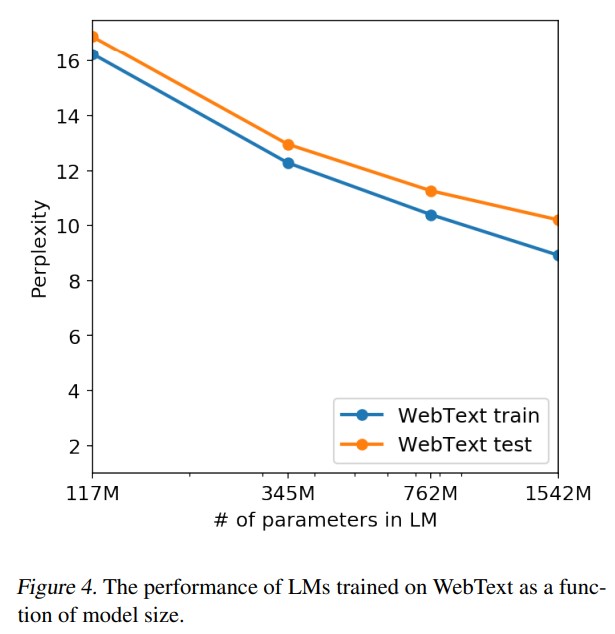 16
14
12
10
8
6
4
2
Perplexity
WebText train
WebText test
117M 345M 762M 1542M
# of parameters in LM
Figure 4. The performance of LMs trained on WebText as a func-
tion of model size.